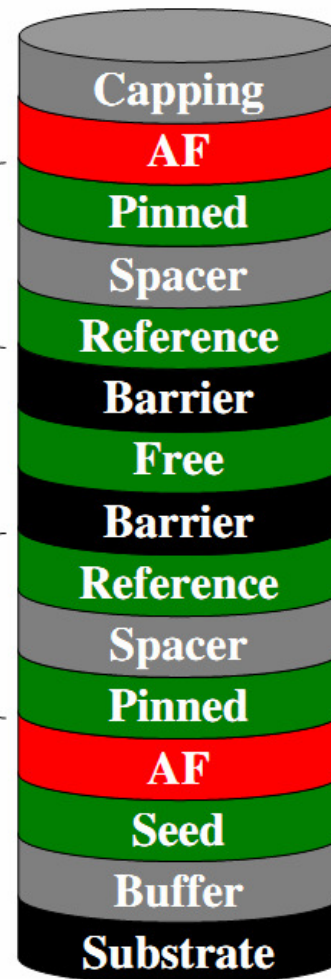 Capping
AF
Pinned
Spacer
Reference
Barrier
Free
Barrier
Reference
Spacer
Pinned
AF
Seed
Buffer
Substrate